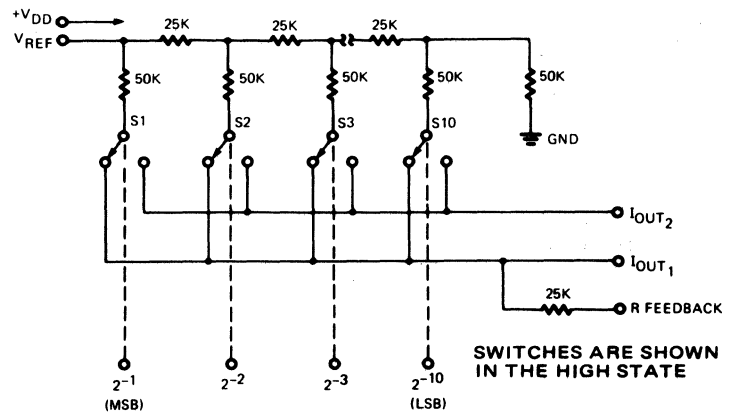 +VDD
VREF
25K
25K
25K
50K
50K
50K
50K
50K
S1
S2
S3
S10
GND
IOUT2
IOUT1
25K
R FEEDBACK
SWITCHES ARE SHOWN
IN THE HIGH STATE
2-1
2-2
2-3
2-10
(MSB)
(LSB)